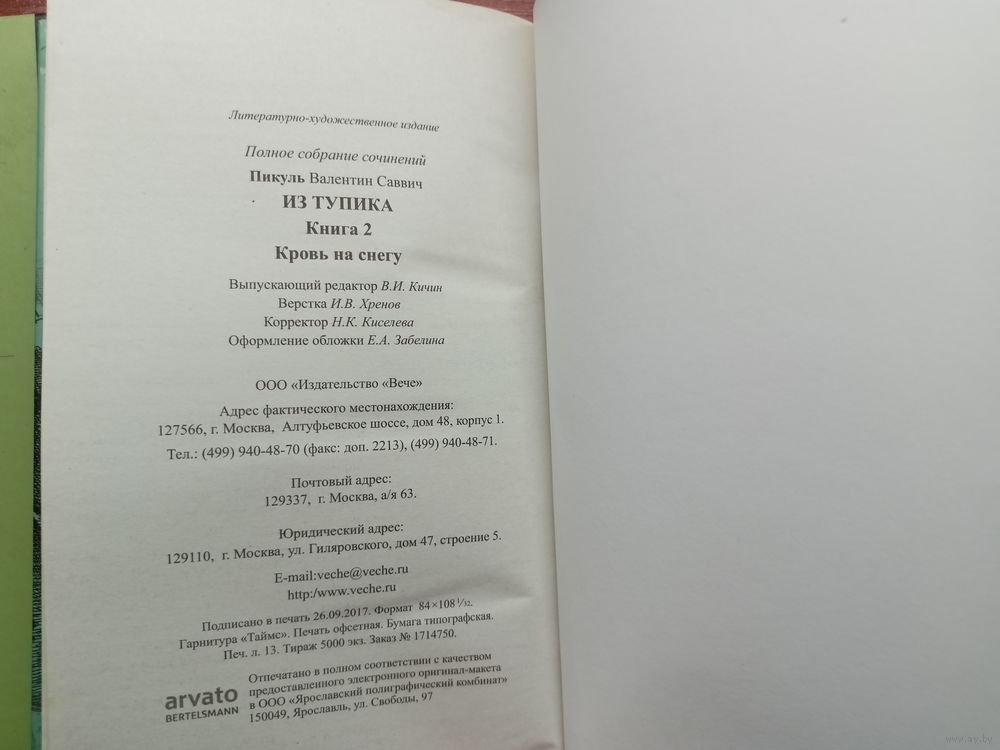 Литературно-художественное издание
Полное собрание сочинений
Пикуль Валентин Саввич
ИЗ ТУПИКА
Книга 2
Кровь на снегу
Выпускающий редактор В.И. Кичин
Верстка И.В. Хренов
Корректор Н.К. Киселева
Оформление обложки Е.А. Забелина
ООО «Издательство «Вече»
Адрес фактического местонахождения:
127566, г. Москва, Алтуфьевское шоссе, дом 48, корпус 1.
Тел.: (499) 940-48-70 (факс: доп. 2213), (499) 940-48-71.
Почтовый адрес:
129337, г. Москва, а/я 63.
Юридический адрес:
129110, г. Москва, ул. Гиляровского, дом 47, строение 5.
E-mail:veche@veche.ru
http:/www.veche.ru
Подписано в печать 26.09.2017. Формат 84×108 1/32.
Гарнитура «Таймс». Печать офсетная. Бумага типографская.
Печ. л. 13. Тираж 5000 экз. Заказ № 1714750.
arvato
BERTELSMANN
Отпечатано в полном соответствии с качеством
предоставленного электронного оригинал-макета
в ООО «Ярославский полиграфический комбинат»
150049, Ярославль, ул. Свободы, 97
www.av.by